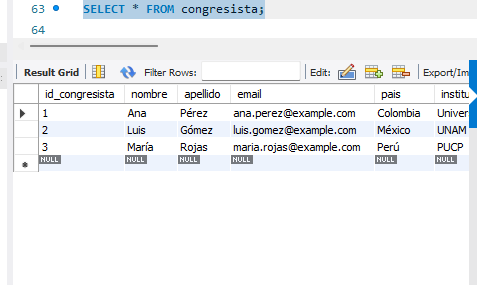 63 SELECT * FROM congresista;
64
Result Grid Filter Rows: Edit: Export/Im
id_congresista nombre apellido email pais institu
1 Ana Pérez ana.perez@example.com Colombia Univer
2 Luis Gómez luis.gomez@example.com México UNAM
3 María Rojas maria.rojas@example.com Perú PUCP
NULL NULL NULL NULL NULL NULL